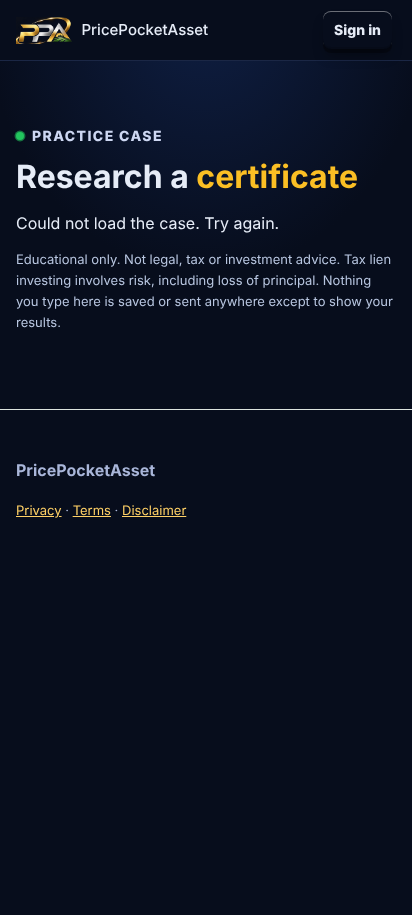 PPA PricePocketAsset
Sign in
PRACTICE CASE
Research a certificate
Could not load the case. Try again.
Educational only. Not legal, tax or investment advice. Tax lien
investing involves risk, including loss of principal. Nothing
you type here is saved or sent anywhere except to show your
results.
PricePocketAsset
Privacy · Terms · Disclaimer